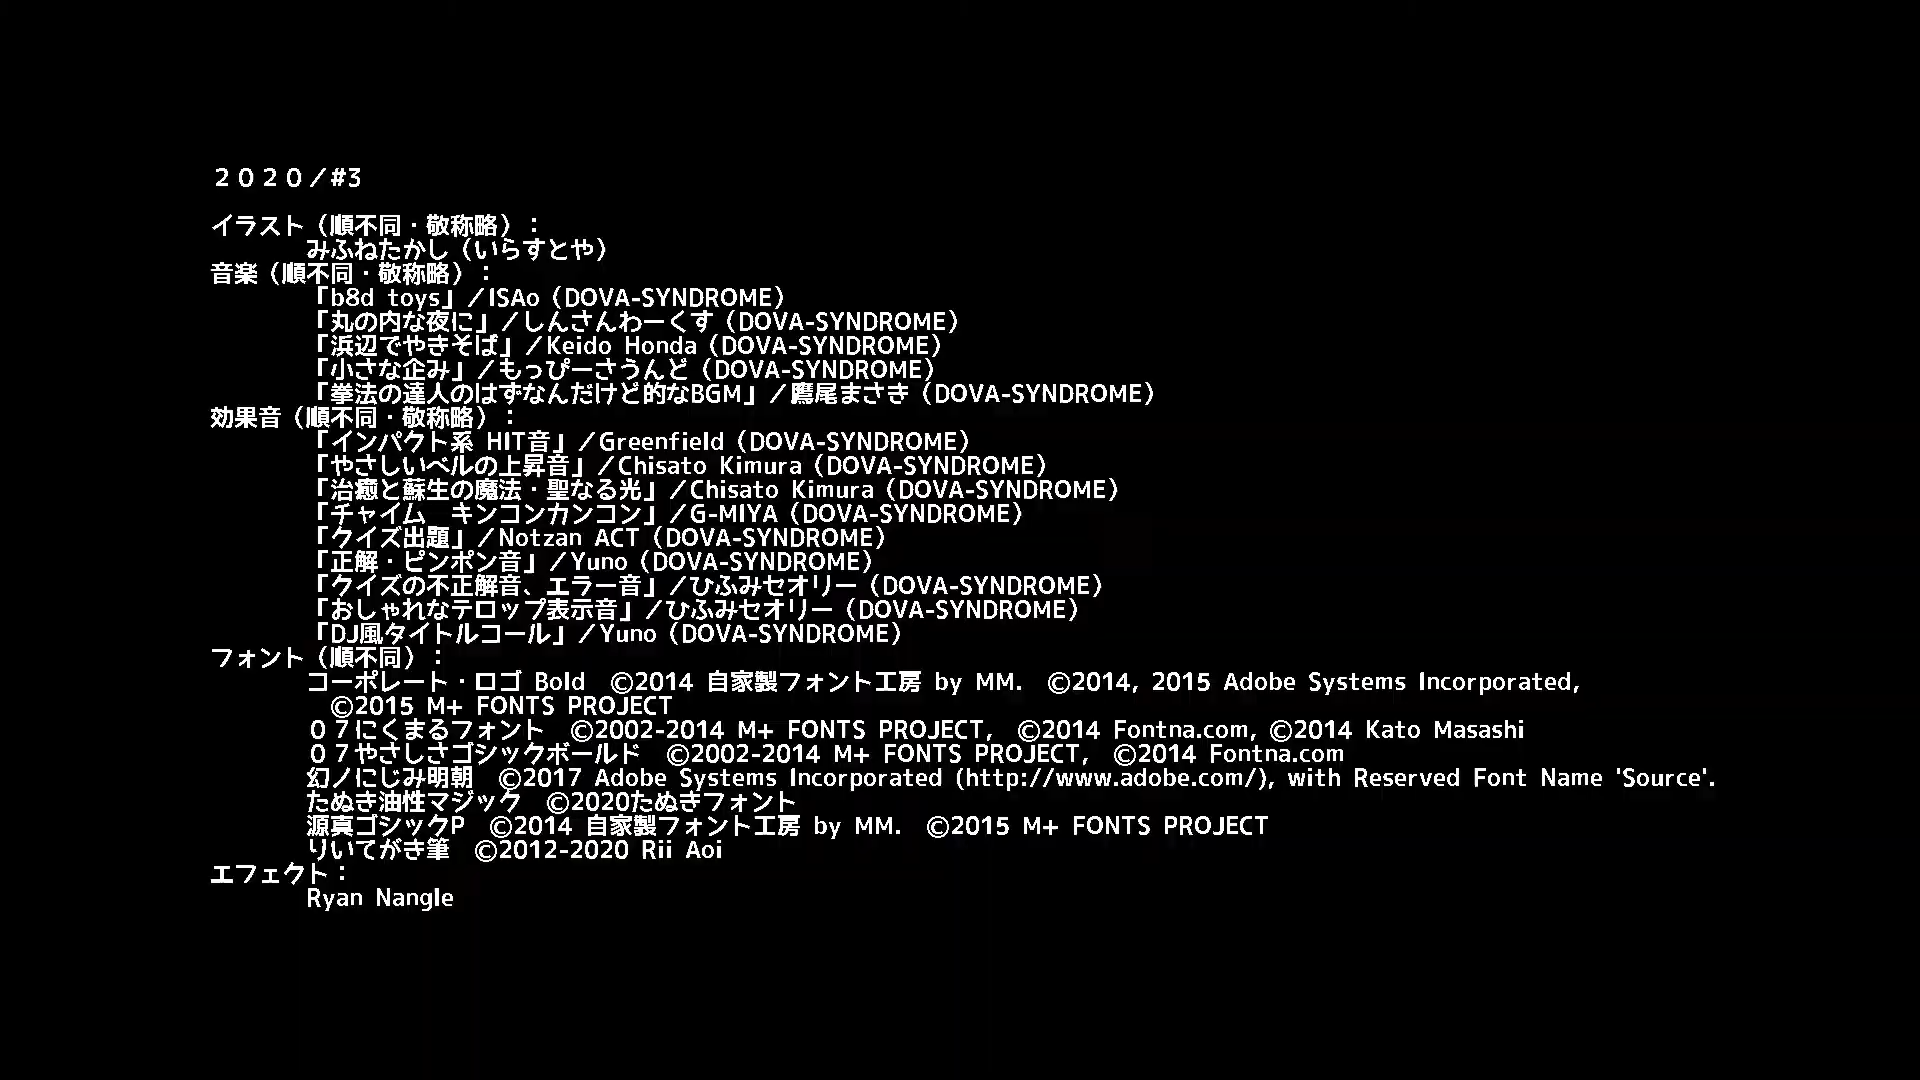 ２０２０／#3
イラスト（順不同・敬称略）：
みふねたかし（いらすとや）
音楽（順不同・敬称略）：
「b8d toys」／ISAo（DOVA-SYNDROME）
「丸の内な夜に」／しんさんわーくす（DOVA-SYNDROME）
「浜辺でやきそば」／Keido Honda（DOVA-SYNDROME）
「小さな企み」／もっぴーさうんど（DOVA-SYNDROME）
「拳法の達人のはずなんだけど的なBGM」／鷹尾まさき（DOVA-SYNDROME）
効果音（順不同・敬称略）：
「インパクト系 HIT音」／Greenfield（DOVA-SYNDROME）
「やさしいベルの上昇音」／Chisato Kimura（DOVA-SYNDROME）
「治癒と蘇生の魔法・聖なる光」／Chisato Kimura（DOVA-SYNDROME）
「チャイム　キンコンカンコン」／G-MIYA（DOVA-SYNDROME）
「クイズ出題」／Notzan ACT（DOVA-SYNDROME）
「正解・ピンポン音」／Yuno（DOVA-SYNDROME）
「クイズの不正解音、エラー音」／ひふみセオリー（DOVA-SYNDROME）
「おしゃれなテロップ表示音」／ひふみセオリー（DOVA-SYNDROME）
「DJ風タイトルコール」／Yuno（DOVA-SYNDROME）
フォント（順不同）：
コーポレート・ロゴ Bold　©2014 自家製フォント工房 by MM.　©2014, 2015 Adobe Systems Incorporated,
©2015 M+ FONTS PROJECT
０７にくまるフォント　©2002-2014 M+ FONTS PROJECT,　©2014 Fontna.com, ©2014 Kato Masashi
０７やさしさゴシックボールド　©2002-2014 M+ FONTS PROJECT,　©2014 Fontna.com
幻ノにじみ明朝　©2017 Adobe Systems Incorporated (http://www.adobe.com/), with Reserved Font Name 'Source'.
たぬき油性マジック　©2020たぬきフォント
源真ゴシックP　©2014 自家製フォント工房 by MM.　©2015 M+ FONTS PROJECT
りいてがき筆　©2012-2020 Rii Aoi
エフェクト：
Ryan Nangle